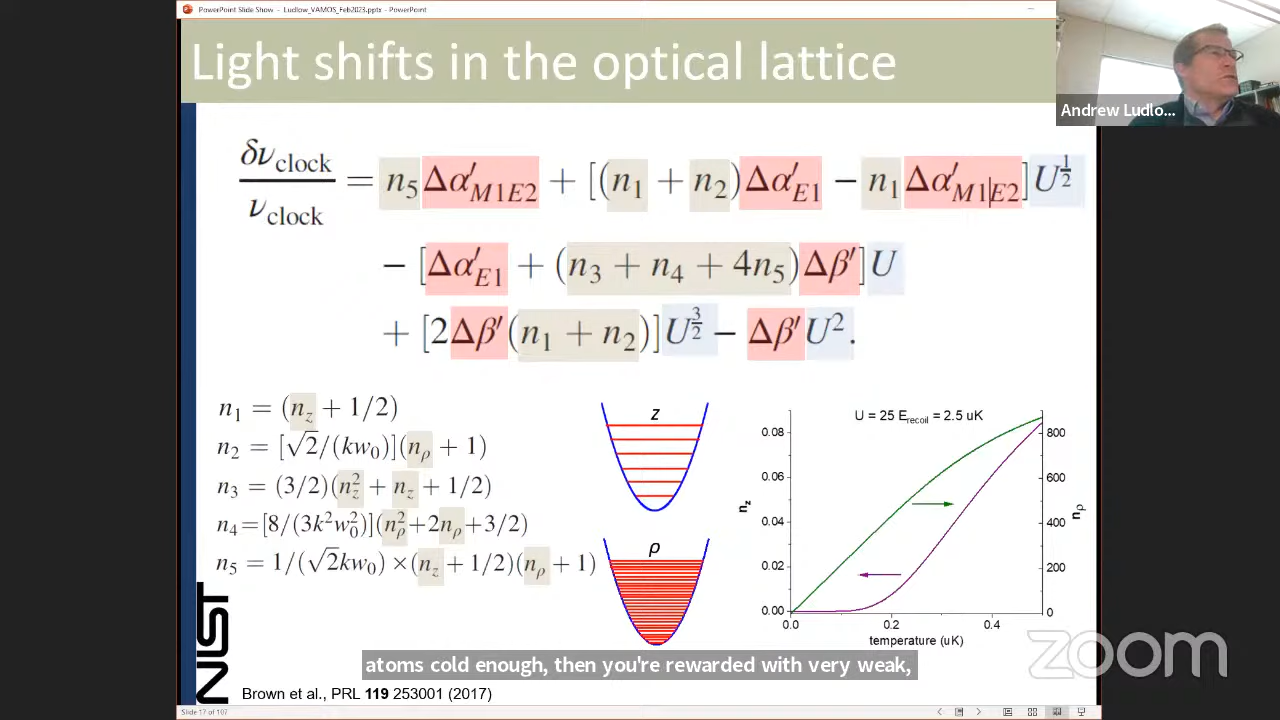 PowerPoint Slide Show - Ludlow_VAMOS_Feb2023.pptx - PowerPoint
Light shifts in the optical lattice
Andrew Ludlo...
δν_clock / ν_clock = n₅Δα′_M1E2 + [(n₁ + n₂)Δα′_E1 − n₁Δα′_M1E2]U^(1/2)
− [Δα′_E1 + (n₃ + n₄ + 4n₅)Δβ′]U
+ [2Δβ′(n₁ + n₂)]U^(3/2) − Δβ′U².
n₁ = (n_z + 1/2)
n₂ = [√2/(kw₀)](n_ρ + 1)
n₃ = (3/2)(n_z² + n_z + 1/2)
n₄=[8/(3k²w₀²)](n_ρ²+2n_ρ+3/2)
n₅ = 1/(√2kw₀) ×(n_z + 1/2)(n_ρ + 1)
z
ρ
U = 25 E_recoil = 2.5 uK
0.08
0.06
0.04
0.02
0.00
n_z
800
600
400
200
0
n_ρ
0.0 0.2 0.4
temperature (uK)
zoom
atoms cold enough, then you're rewarded with very weak,
NIST
Brown et al., PRL 119 253001 (2017)
Slide 17 of 107